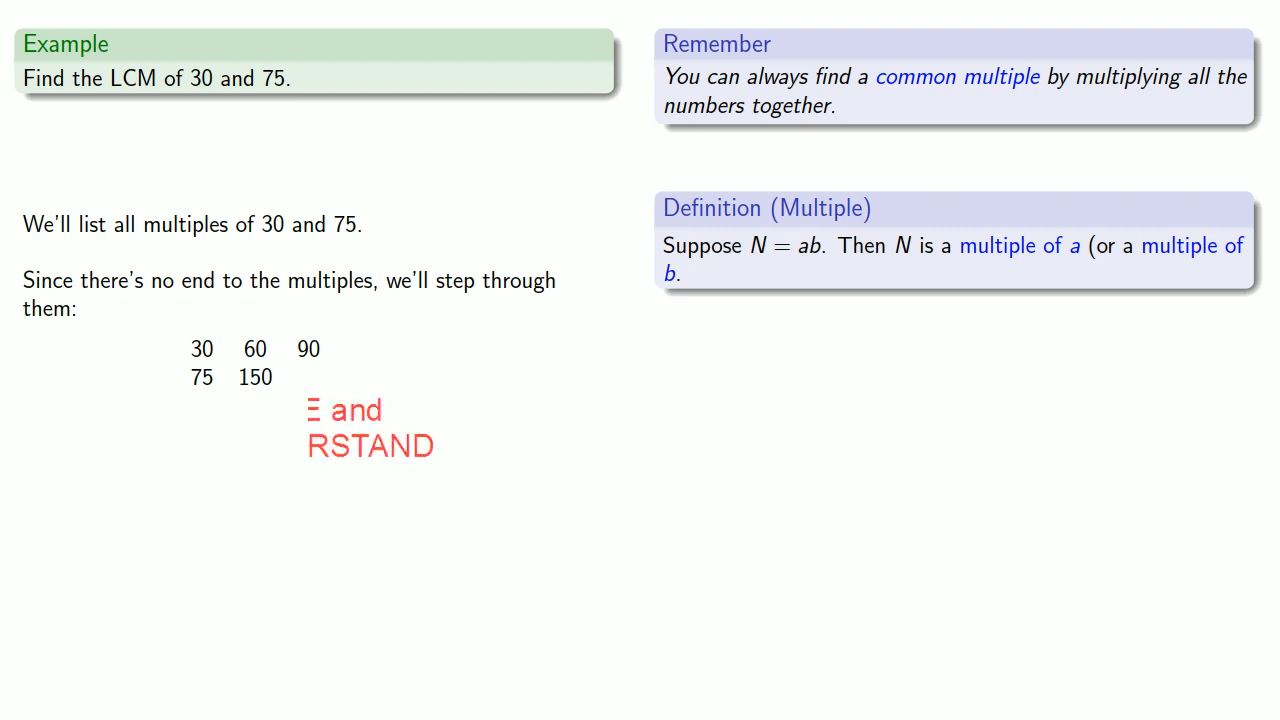 Example
Find the LCM of 30 and 75.
We'll list all multiples of 30 and 75.
Since there's no end to the multiples, we'll step through
them:
30 60 90
75 150
E and
RSTAND
Remember
You can always find a common multiple by multiplying all the
numbers together.
Definition (Multiple)
Suppose N = ab. Then N is a multiple of a (or a multiple of
b.